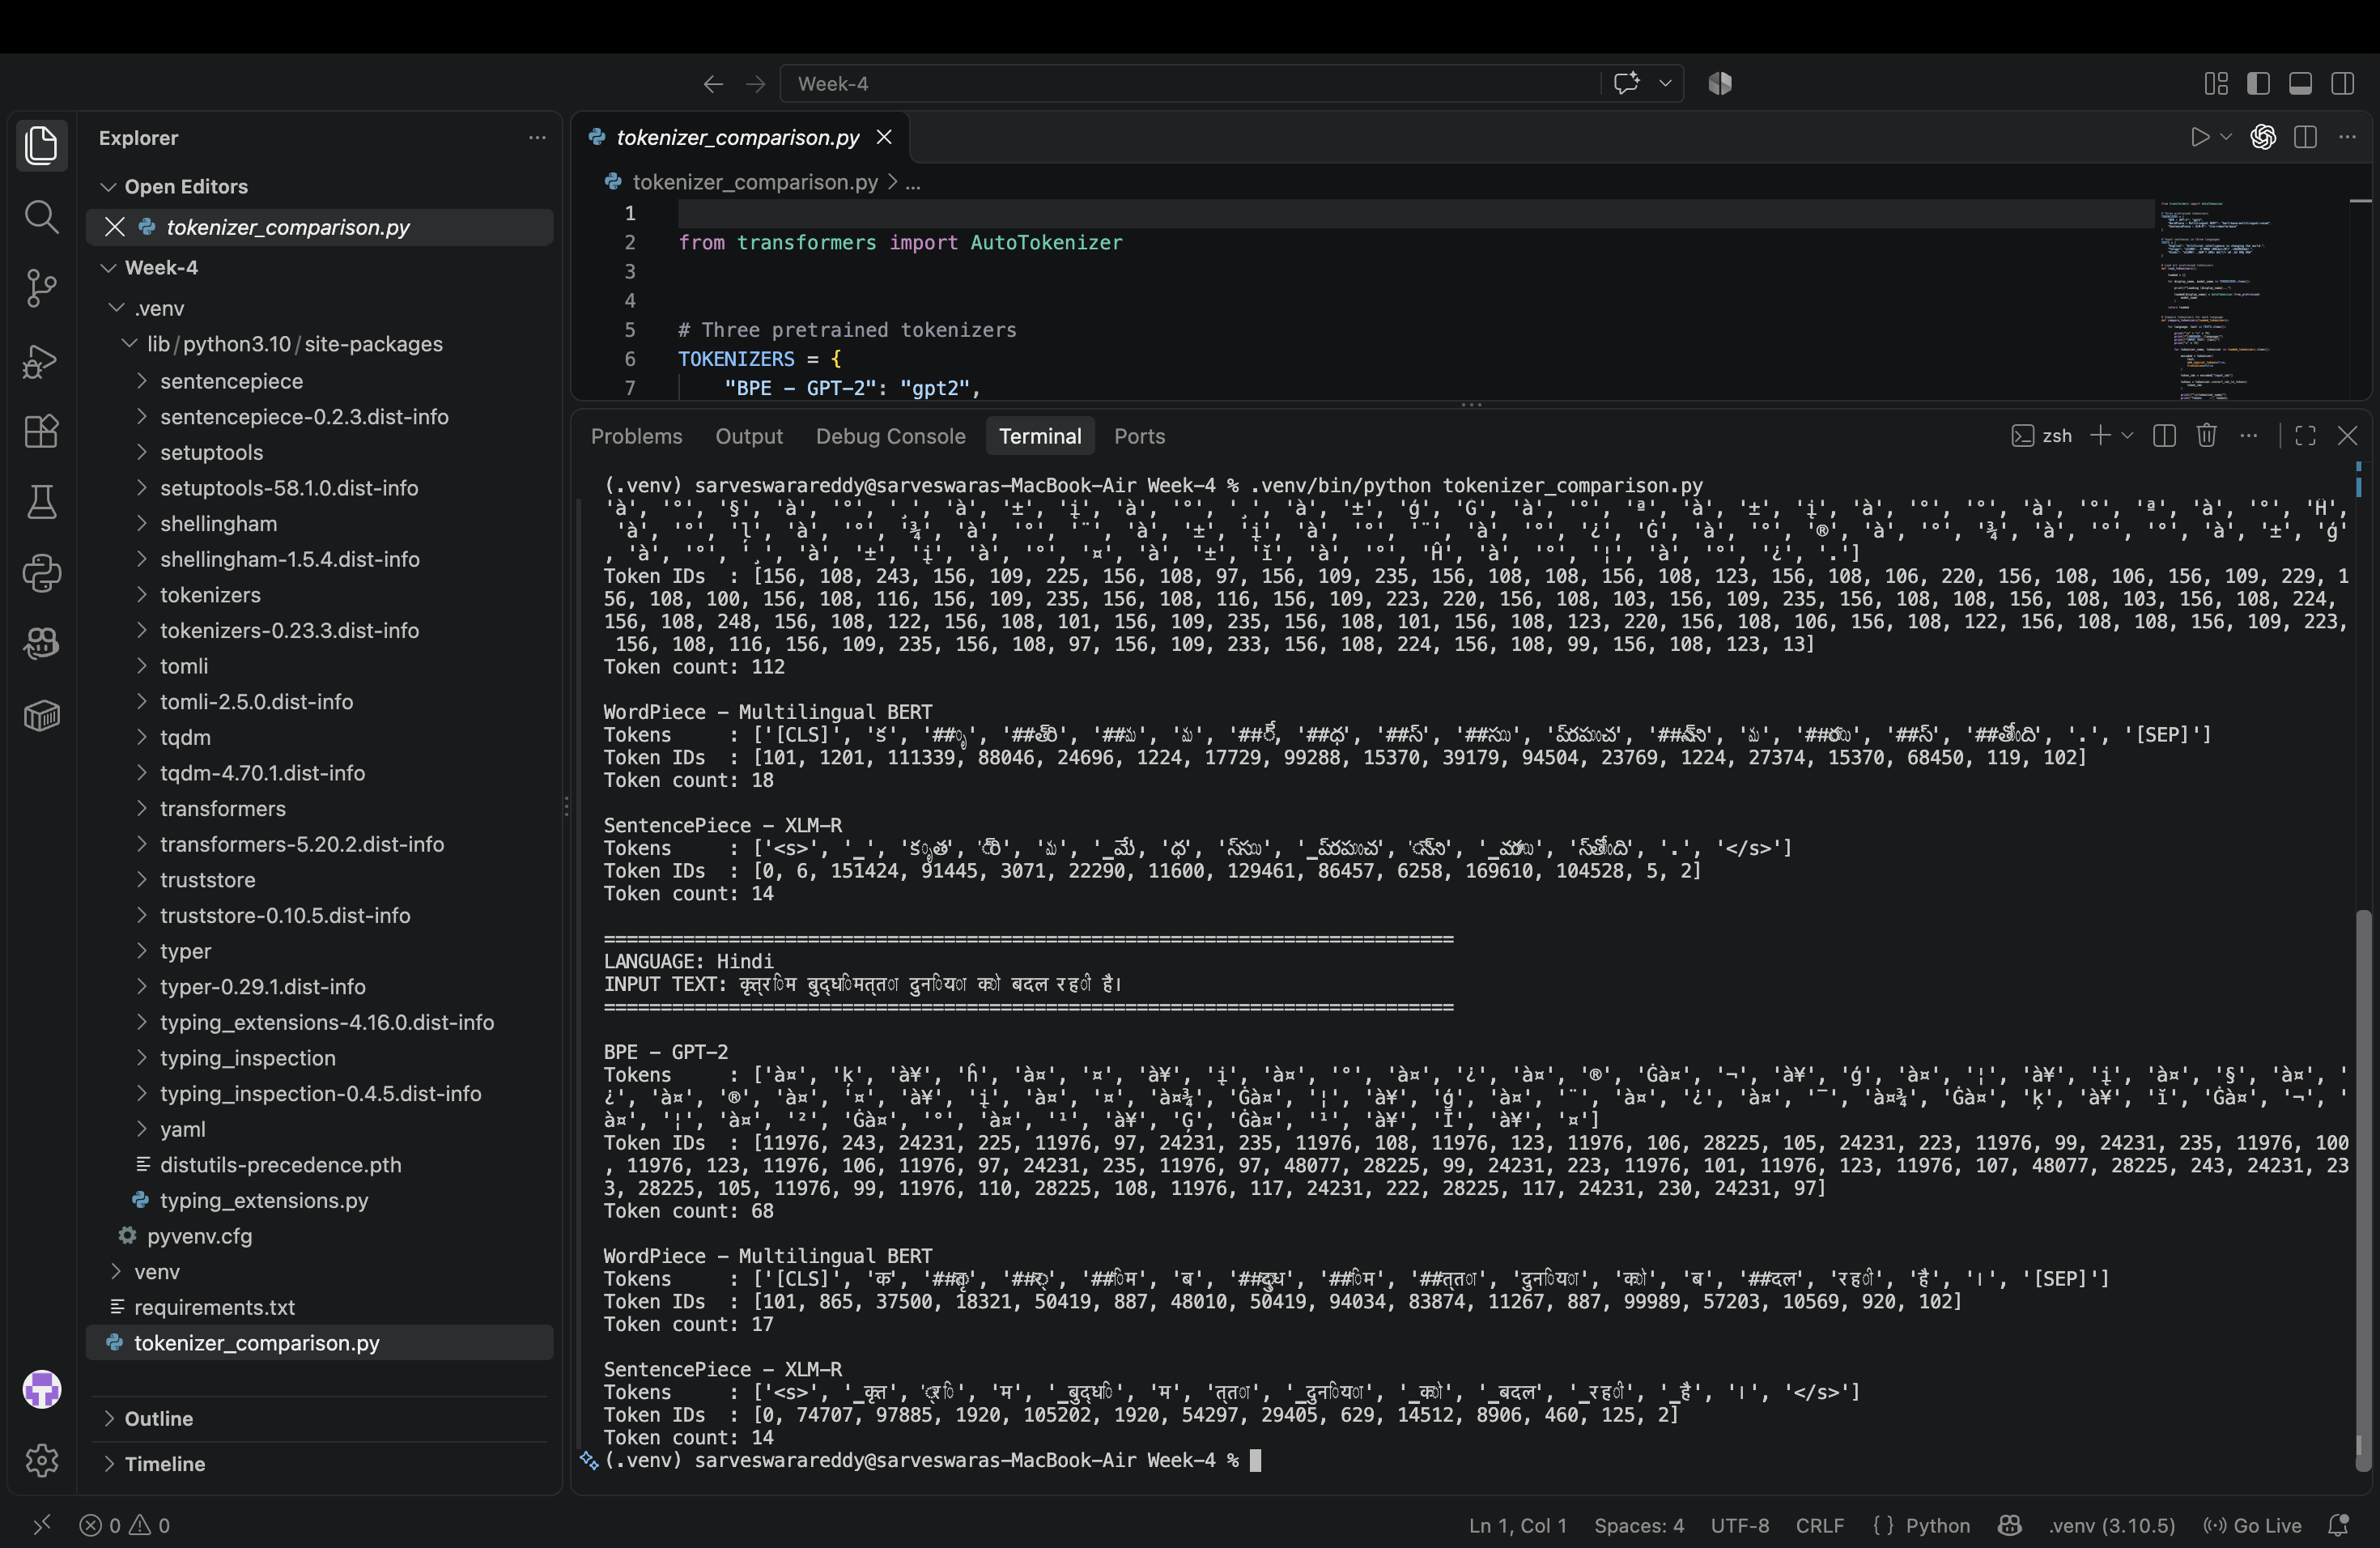 Week-4
Explorer
Open Editors
tokenizer_comparison.py
Week-4
.venv
lib/python3.10/site-packages
sentencepiece
sentencepiece-0.2.3.dist-info
setuptools
setuptools-58.1.0.dist-info
shellingham
shellingham-1.5.4.dist-info
tokenizers
tokenizers-0.23.3.dist-info
tomli
tomli-2.5.0.dist-info
tqdm
tqdm-4.70.1.dist-info
transformers
transformers-5.20.2.dist-info
truststore
truststore-0.10.5.dist-info
typer
typer-0.29.1.dist-info
typing_extensions-4.16.0.dist-info
typing_inspection
typing_inspection-0.4.5.dist-info
yaml
distutils-precedence.pth
typing_extensions.py
pyvenv.cfg
venv
requirements.txt
tokenizer_comparison.py
Outline
Timeline
tokenizer_comparison.py
tokenizer_comparison.py > ...
1
2 from transformers import AutoTokenizer
3
4
5 # Three pretrained tokenizers
6 TOKENIZERS = {
7 "BPE - GPT-2": "gpt2",
Problems Output Debug Console Terminal Ports
zsh
(.venv) sarveswarareddy@sarveswaras-MacBook-Air Week-4 % .venv/bin/python tokenizer_comparison.py
Token IDs : [156, 108, 243, 156, 109, 225, 156, 108, 97, 156, 109, 235, 156, 108, 108, 156, 108, 123, 156, 108, 106, 220, 156, 108, 106, 156, 109, 229, 1
56, 108, 100, 156, 108, 116, 156, 109, 235, 156, 108, 116, 156, 109, 223, 220, 156, 108, 103, 156, 109, 235, 156, 108, 108, 156, 108, 103, 156, 108, 224,
156, 108, 248, 156, 108, 122, 156, 108, 101, 156, 109, 235, 156, 108, 101, 156, 108, 123, 220, 156, 108, 106, 156, 108, 122, 156, 108, 108, 156, 109, 223,
156, 108, 116, 156, 109, 235, 156, 108, 97, 156, 109, 233, 156, 108, 224, 156, 108, 99, 156, 108, 123, 13]
Token count: 112
WordPiece - Multilingual BERT
Tokens : ['[CLS]', 'క', '##ృ', '##త్రి', '##మ', 'మ', '##ే', '##ధ', '##స్', '##సు', 'ప్రపంచ', '##న్ని', 'మ', '##రు', '##స్', '##తోంది', '.', '[SEP]']
Token IDs : [101, 1201, 111339, 88046, 24696, 1224, 17729, 99288, 15370, 39179, 94504, 23769, 1224, 27374, 15370, 68450, 119, 102]
Token count: 18
SentencePiece - XLM-R
Tokens : ['<s>', '▁', 'కృత', '్రి', 'మ', '▁మే', 'ధ', 'స్సు', '▁ప్రపంచ', 'ాన్ని', '▁మారు', 'స్తోంది', '.', '</s>']
Token IDs : [0, 6, 151424, 91445, 3071, 22290, 11600, 129461, 86457, 6258, 169610, 104528, 5, 2]
Token count: 14
===========================================================================
LANGUAGE: Hindi
INPUT TEXT: कृत्रिम बुद्धिमत्ता दुनिया को बदल रही है।
===========================================================================
BPE - GPT-2
Token IDs : [11976, 243, 24231, 225, 11976, 97, 24231, 235, 11976, 108, 11976, 123, 11976, 106, 28225, 105, 24231, 223, 11976, 99, 24231, 235, 11976, 100
, 11976, 123, 11976, 106, 11976, 97, 24231, 235, 11976, 97, 48077, 28225, 99, 24231, 223, 11976, 101, 11976, 123, 11976, 107, 48077, 28225, 243, 24231, 23
3, 28225, 105, 11976, 99, 11976, 110, 28225, 108, 11976, 117, 24231, 222, 28225, 117, 24231, 230, 24231, 97]
Token count: 68
WordPiece - Multilingual BERT
Tokens : ['[CLS]', 'क', '##ृत', '##्र', '##िम', 'ब', '##ुद्ध', '##िम', '##त्ता', 'दुनिया', 'को', 'ब', '##दल', 'रही', 'है', '।', '[SEP]']
Token IDs : [101, 865, 37500, 18321, 50419, 887, 48010, 50419, 94034, 83874, 11267, 887, 99989, 57203, 10569, 920, 102]
Token count: 17
SentencePiece - XLM-R
Tokens : ['<s>', '▁कृत', '्रि', 'म', '▁बुद्धि', 'म', 'त्ता', '▁दुनिया', '▁को', '▁बदल', '▁रही', '▁है', '।', '</s>']
Token IDs : [0, 74707, 97885, 1920, 105202, 1920, 54297, 29405, 629, 14512, 8906, 460, 125, 2]
Token count: 14
(.venv) sarveswarareddy@sarveswaras-MacBook-Air Week-4 %
0 0
Ln 1, Col 1 Spaces: 4 UTF-8 CRLF { } Python .venv (3.10.5) Go Live